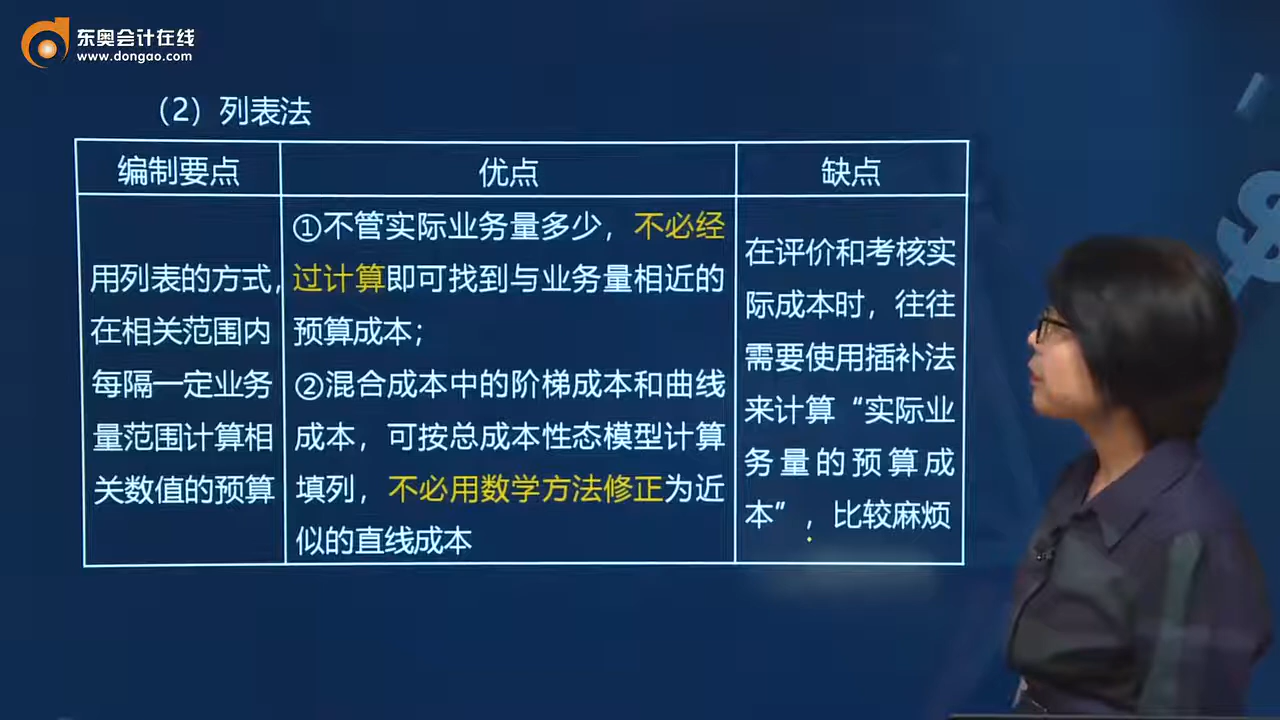 东奥会计在线
www.dongao.com
（2）列表法
编制要点
优点
缺点
用列表的方式，
在相关范围内
每隔一定业务
量范围计算相
关数值的预算
①不管实际业务量多少，不必经
过计算即可找到与业务量相近的
预算成本；
②混合成本中的阶梯成本和曲线
成本，可按总成本性态模型计算
填列，不必用数学方法修正为近
似的直线成本
在评价和考核实
际成本时，往往
需要使用插补法
来计算“实际业
务量的预算成
本”，比较麻烦